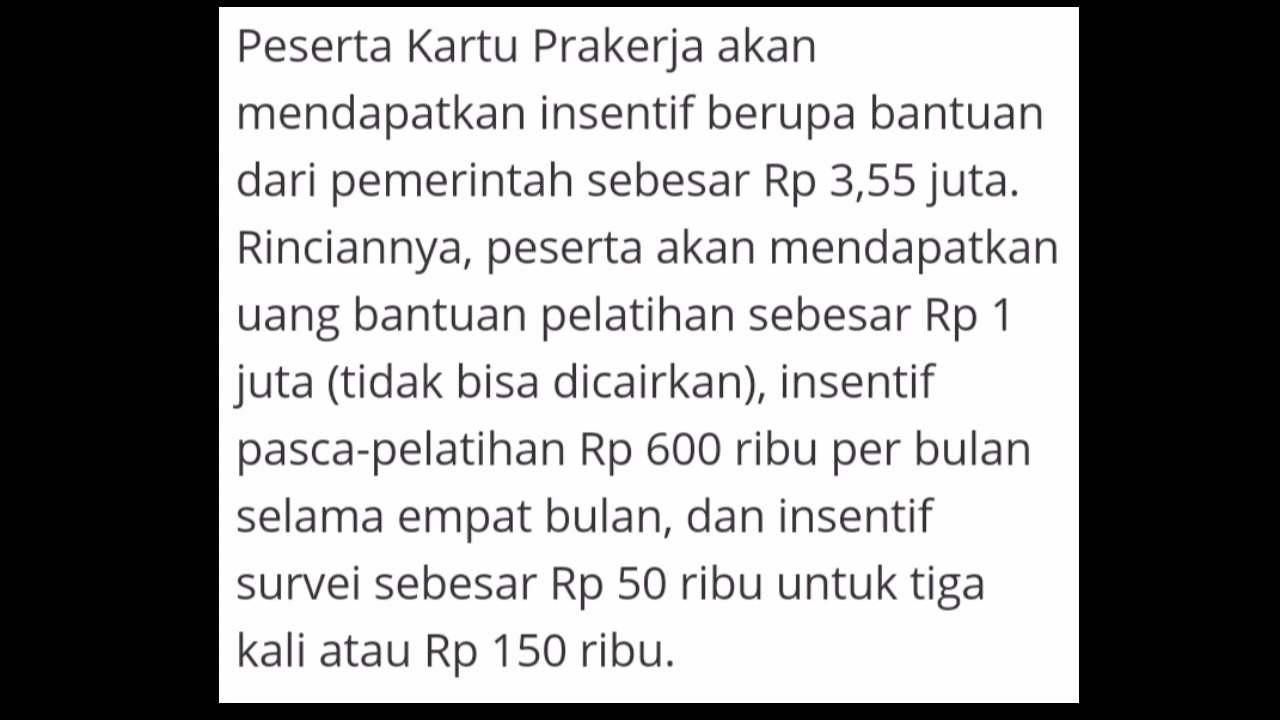 Peserta Kartu Prakerja akan
mendapatkan insentif berupa bantuan
dari pemerintah sebesar Rp 3,55 juta.
Rinciannya, peserta akan mendapatkan
uang bantuan pelatihan sebesar Rp 1
juta (tidak bisa dicairkan), insentif
pasca-pelatihan Rp 600 ribu per bulan
selama empat bulan, dan insentif
survei sebesar Rp 50 ribu untuk tiga
kali atau Rp 150 ribu.